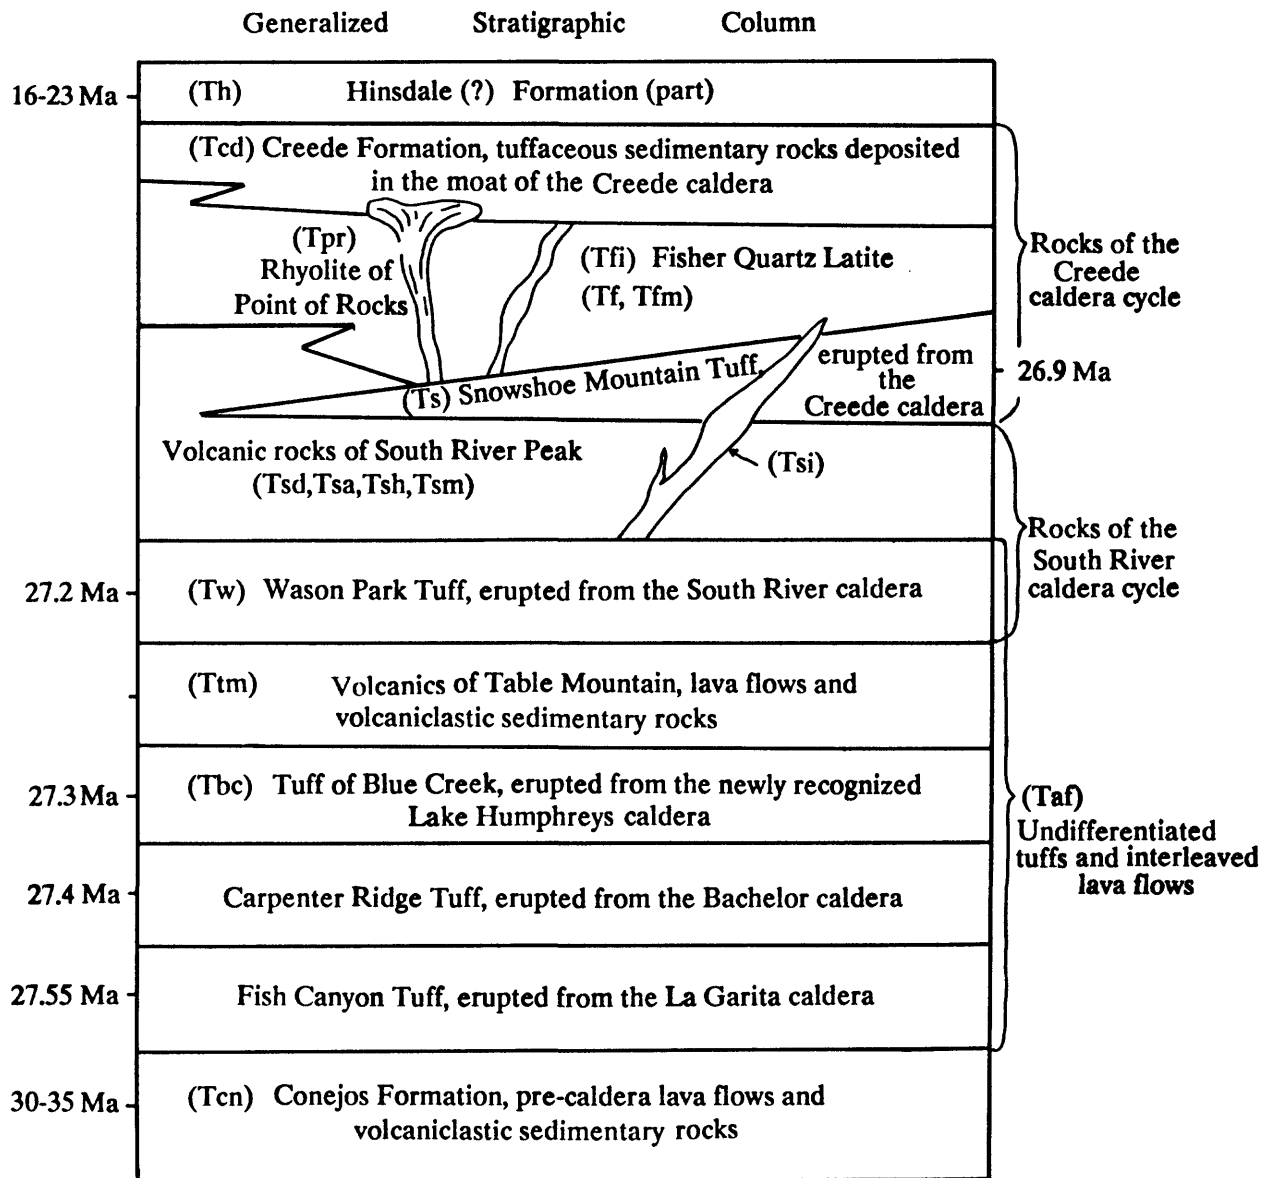 Generalized Stratigraphic Column
16-23 Ma
(Th) Hinsdale (?) Formation (part)
(Tcd) Creede Formation, tuffaceous sedimentary rocks deposited
in the moat of the Creede caldera
(Tpr)
Rhyolite of
Point of Rocks
(Tfi) Fisher Quartz Latite
(Tf, Tfm)
Rocks of the
Creede
caldera cycle
(Ts) Snowshoe Mountain Tuff,
erupted from
the
Creede caldera
26.9 Ma
Volcanic rocks of South River Peak
(Tsd,Tsa,Tsh,Tsm)
(Tsi)
Rocks of the
South River
caldera cycle
27.2 Ma
(Tw) Wason Park Tuff, erupted from the South River caldera
(Ttm) Volcanics of Table Mountain, lava flows and
volcaniclastic sedimentary rocks
27.3 Ma
(Tbc) Tuff of Blue Creek, erupted from the newly recognized
Lake Humphreys caldera
(Taf)
Undifferentiated
tuffs and interleaved
lava flows
27.4 Ma
Carpenter Ridge Tuff, erupted from the Bachelor caldera
27.55 Ma
Fish Canyon Tuff, erupted from the La Garita caldera
30-35 Ma
(Tcn) Conejos Formation, pre-caldera lava flows and
volcaniclastic sedimentary rocks